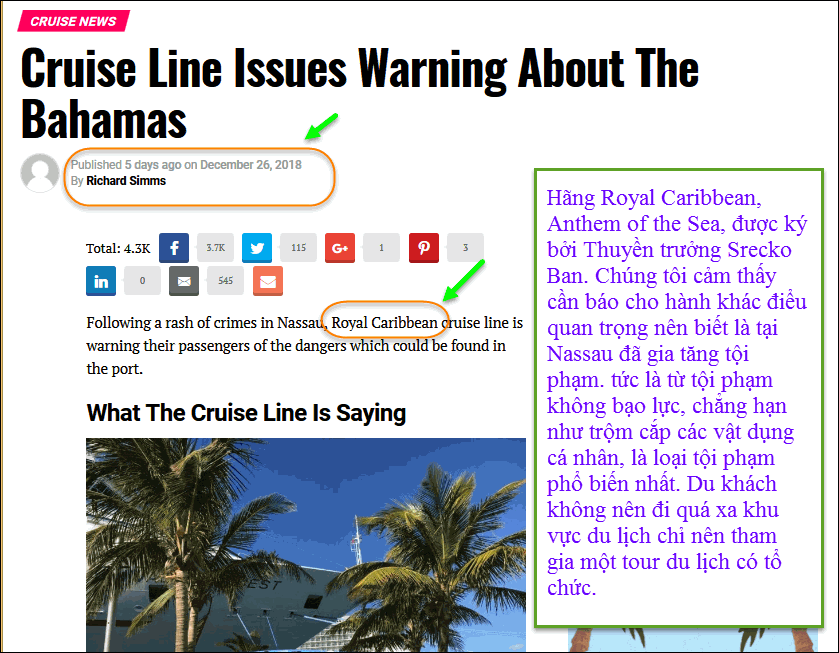 CRUISE NEWS
Cruise Line Issues Warning About The
Bahamas
Published 5 days ago on December 26, 2018
By Richard Simms
Total: 4.3K f 3.7K 115 G+ 1 3
in 0 545
Following a rash of crimes in Nassau, Royal Caribbean cruise line is
warning their passengers of the dangers which could be found in
the port.
What The Cruise Line Is Saying
EST
Hãng Royal Caribbean,
Anthem of the Sea, được ký
bởi Thuyền trưởng Srecko
Ban. Chúng tôi cảm thấy
cần báo cho hành khác điều
quan trọng nên biết là tại
Nassau đã gia tăng tội
phạm. tức là từ tội phạm
không bạo lực, chẳng hạn
như trộm cắp các vật dụng
cá nhân, là loại tội phạm
phổ biến nhất. Du khách
không nên đi quá xa khu
vực du lịch chỉ nên tham
gia một tour du lịch có tổ
chức.